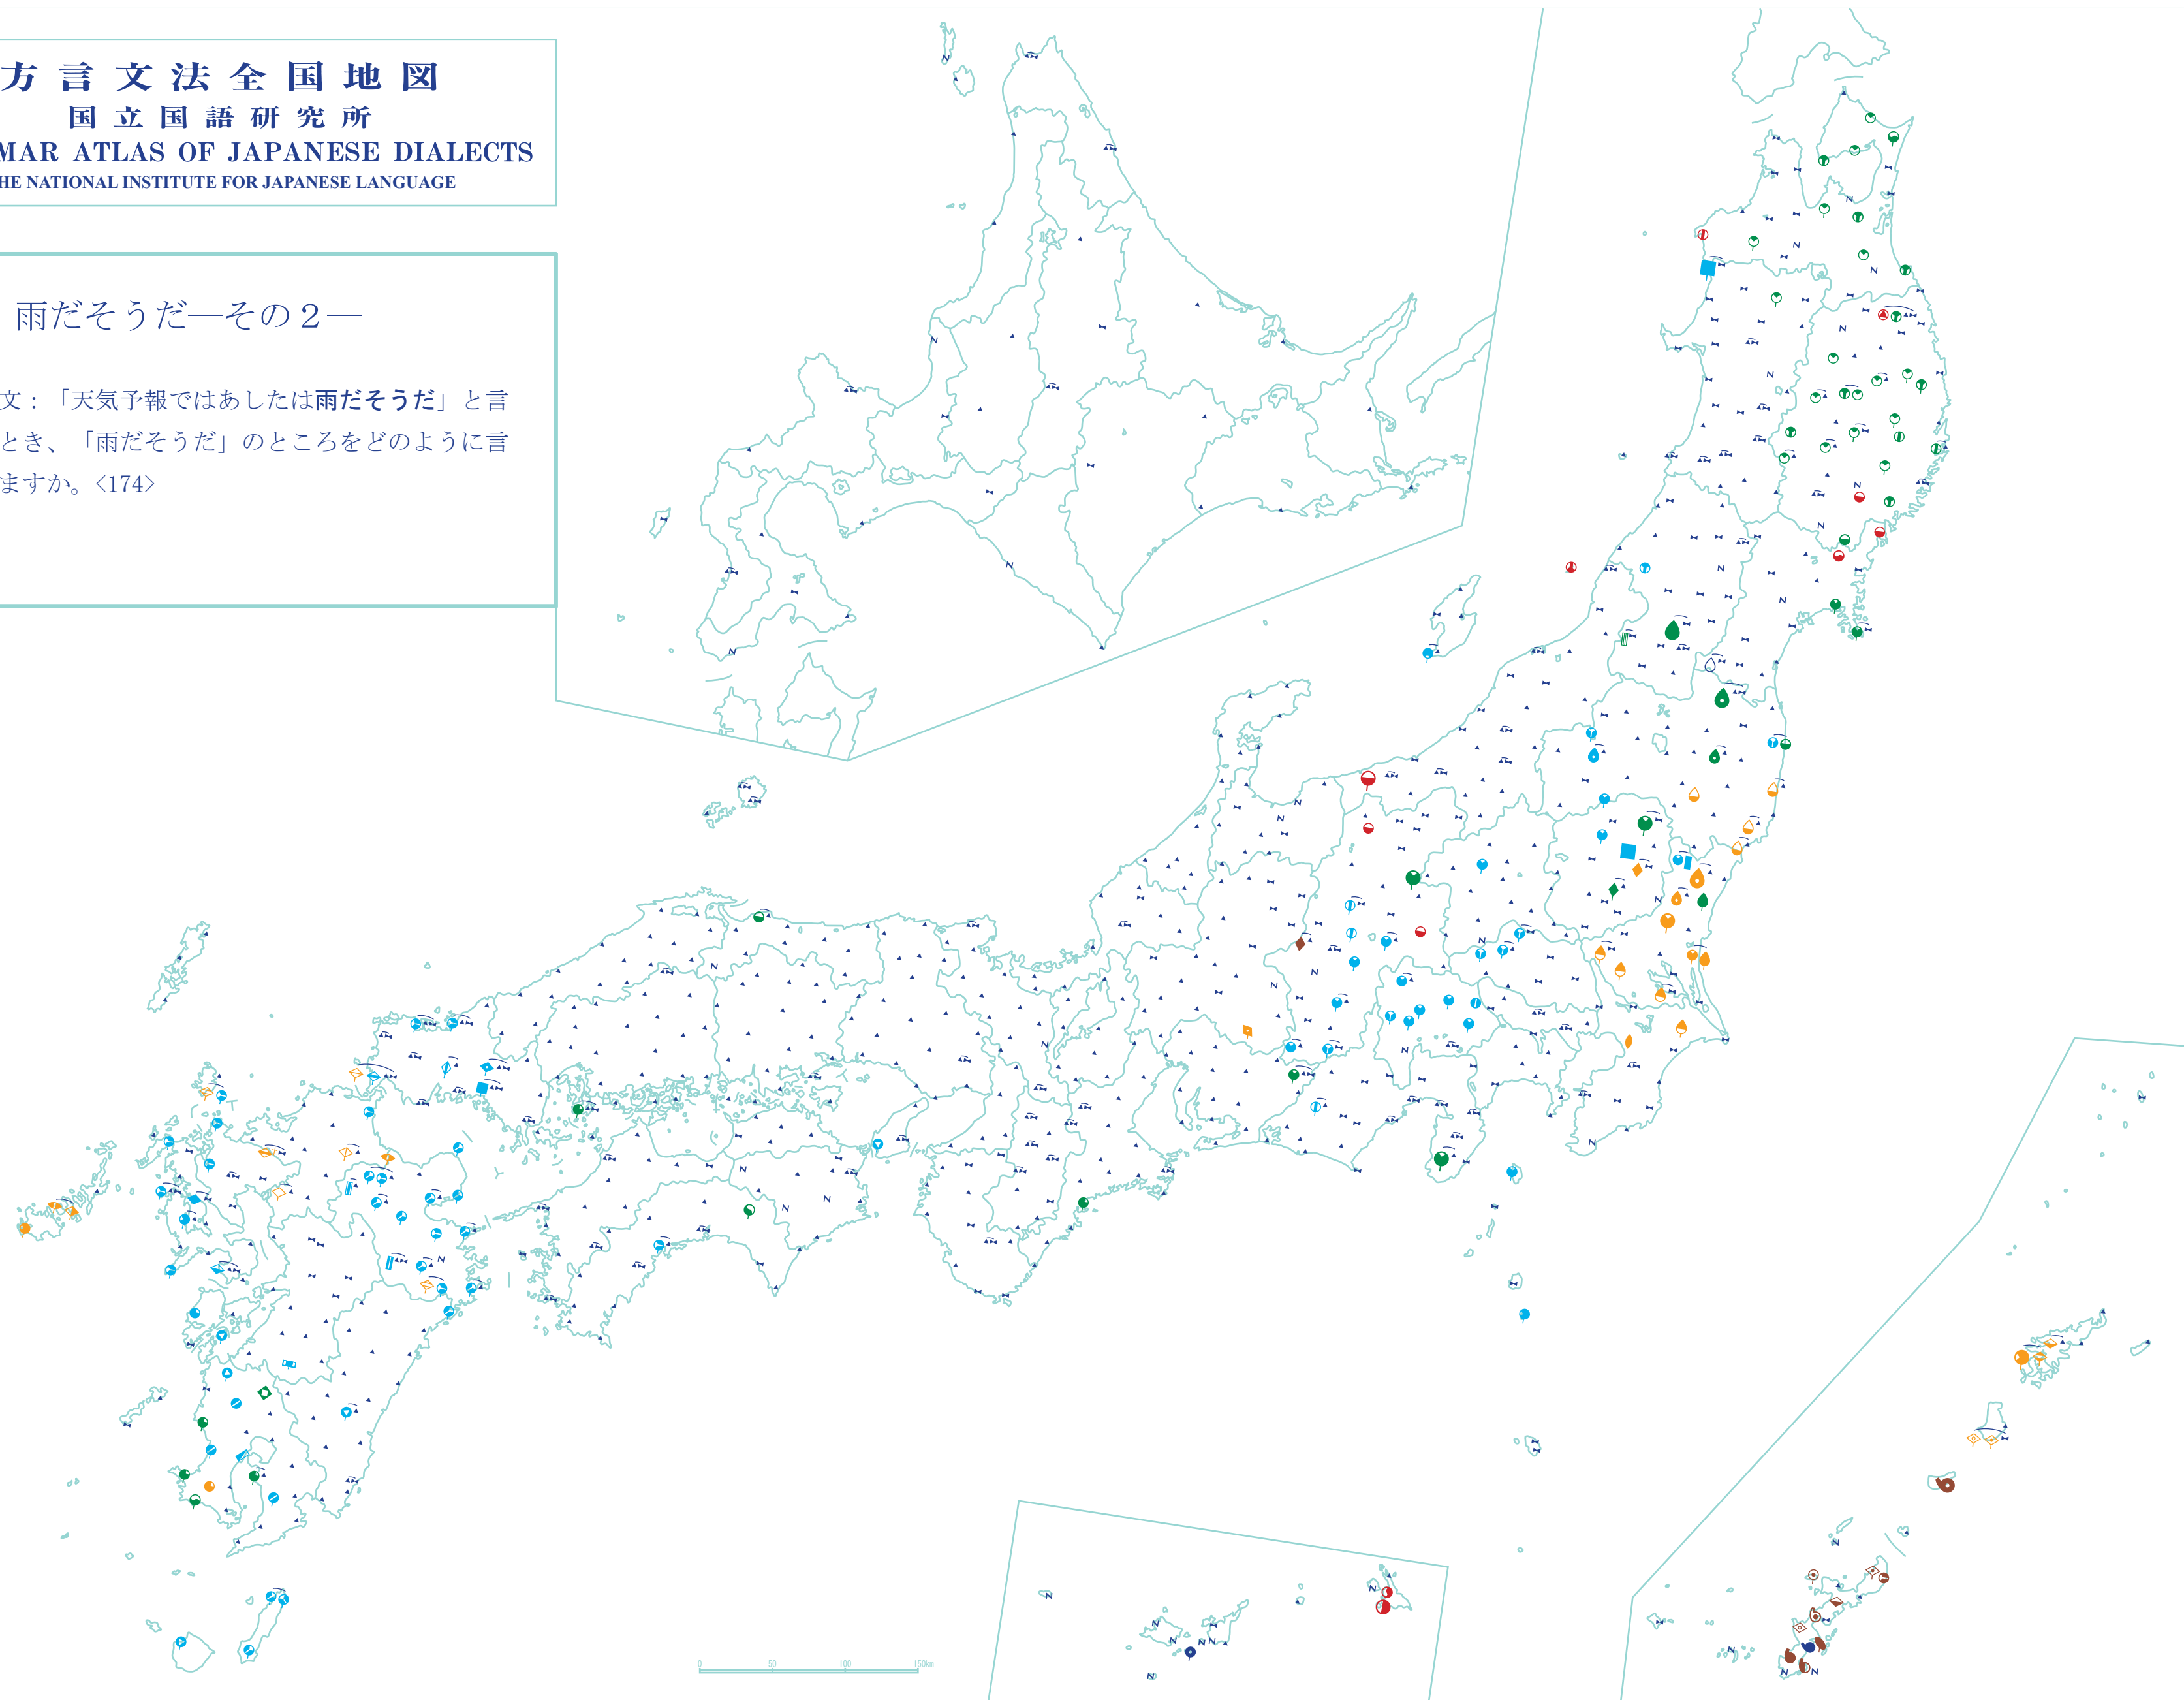 方言文法全国地図
国立国語研究所
MAR ATLAS OF JAPANESE DIALECTS
HE NATIONAL INSTITUTE FOR JAPANESE LANGUAGE
雨だそうだ―その２―
文：「天気予報ではあしたは雨だそうだ」と言
とき、「雨だそうだ」のところをどのように言
ますか。<174>
0 50 100 150km